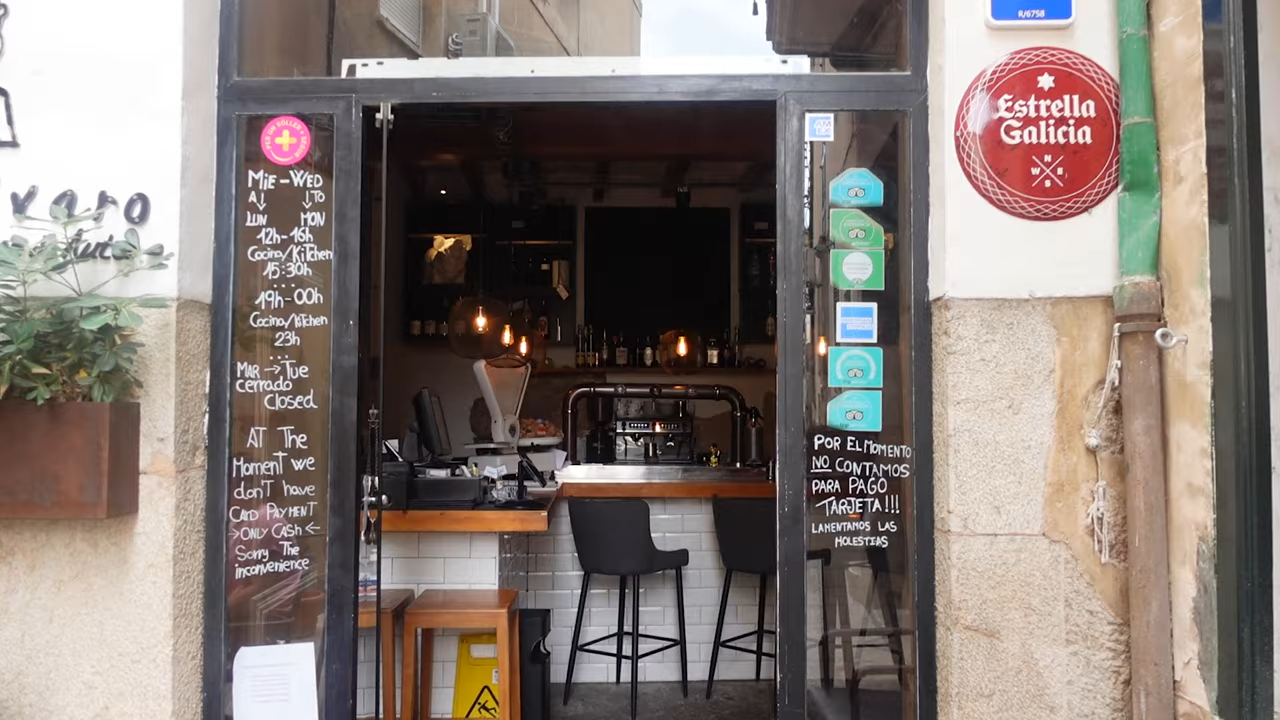 MiE-WED
A↓ ↓TO
LUN MON
12h-16h
Cocina/KiTchen
15:30h
...
19h-00h
Cocina/Kitchen
23h
...
MAR → Tue
cerrado
Closed
AT The
MomenT we
don'T have
CARD PAYMENT
→ONLY CASH←
Sorry The
inconvenience
POR EL MOMENTO
NO CONTAMOS
PARA PAGO
TARJETA!!!
LAMENTAMOS LAS
MOLESTIAS
R/6758
Estrella
Galicia
N
W E
S